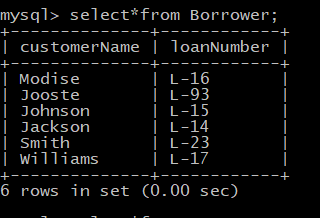 mysql> select*from Borrower;
+--------------+------------+
| customerName | loanNumber |
+--------------+------------+
| Modise       | L-16       |
| Jooste       | L-93       |
| Johnson      | L-15       |
| Jackson      | L-14       |
| Smith        | L-23       |
| Williams     | L-17       |
+--------------+------------+
6 rows in set (0.00 sec)